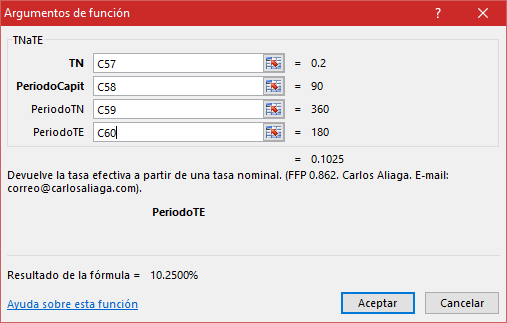 Argumentos de función ? ×
TNaTE
TN C57 = 0.2
PeriodoCapit C58 = 90
PeriodoTN C59 = 360
PeriodoTE C60 = 180
= 0.1025
Devuelve la tasa efectiva a partir de una tasa nominal. (FFP 0.862. Carlos Aliaga. E-mail:
correo@carlosaliaga.com).
PeriodoTE
Resultado de la fórmula = 10.2500%
Ayuda sobre esta función Aceptar Cancelar